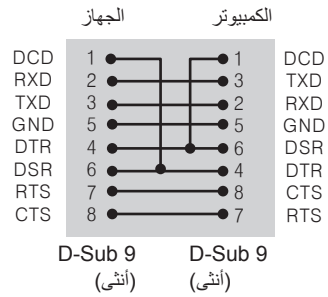 الكمبيوتر الجهاز
DCD 1 1 DCD
RXD 2 3 TXD
TXD 3 2 RXD
GND 5 5 GND
DTR 4 6 DSR
DSR 6 4 DTR
RTS 7 8 CTS
CTS 8 7 RTS
D-Sub 9 D-Sub 9
(أنثى) (أنثى)